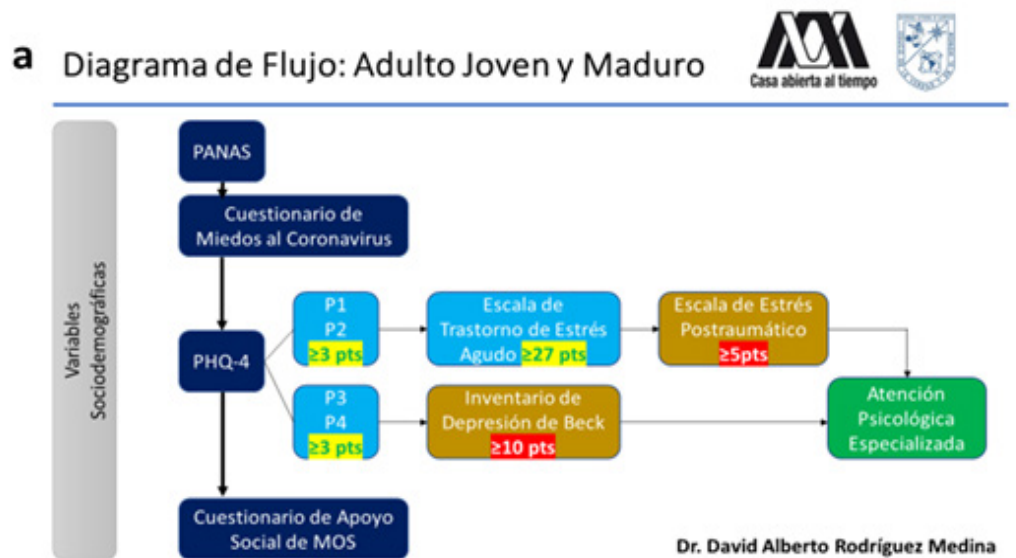 a Diagrama de Flujo: Adulto Joven y Maduro
Casa abierta al tiempo
Variables
Sociodemográficas
PANAS
Cuestionario de
Miedos al Coronavirus
PHQ-4
P1
P2
≥3 pts
Escala de
Trastorno de Estrés
Agudo ≥27 pts
Escala de Estrés
Postraumático
≥5pts
P3
P4
≥3 pts
Inventario de
Depresión de Beck
≥10 pts
Atención
Psicológica
Especializada
Cuestionario de Apoyo
Social de MOS
Dr. David Alberto Rodríguez Medina